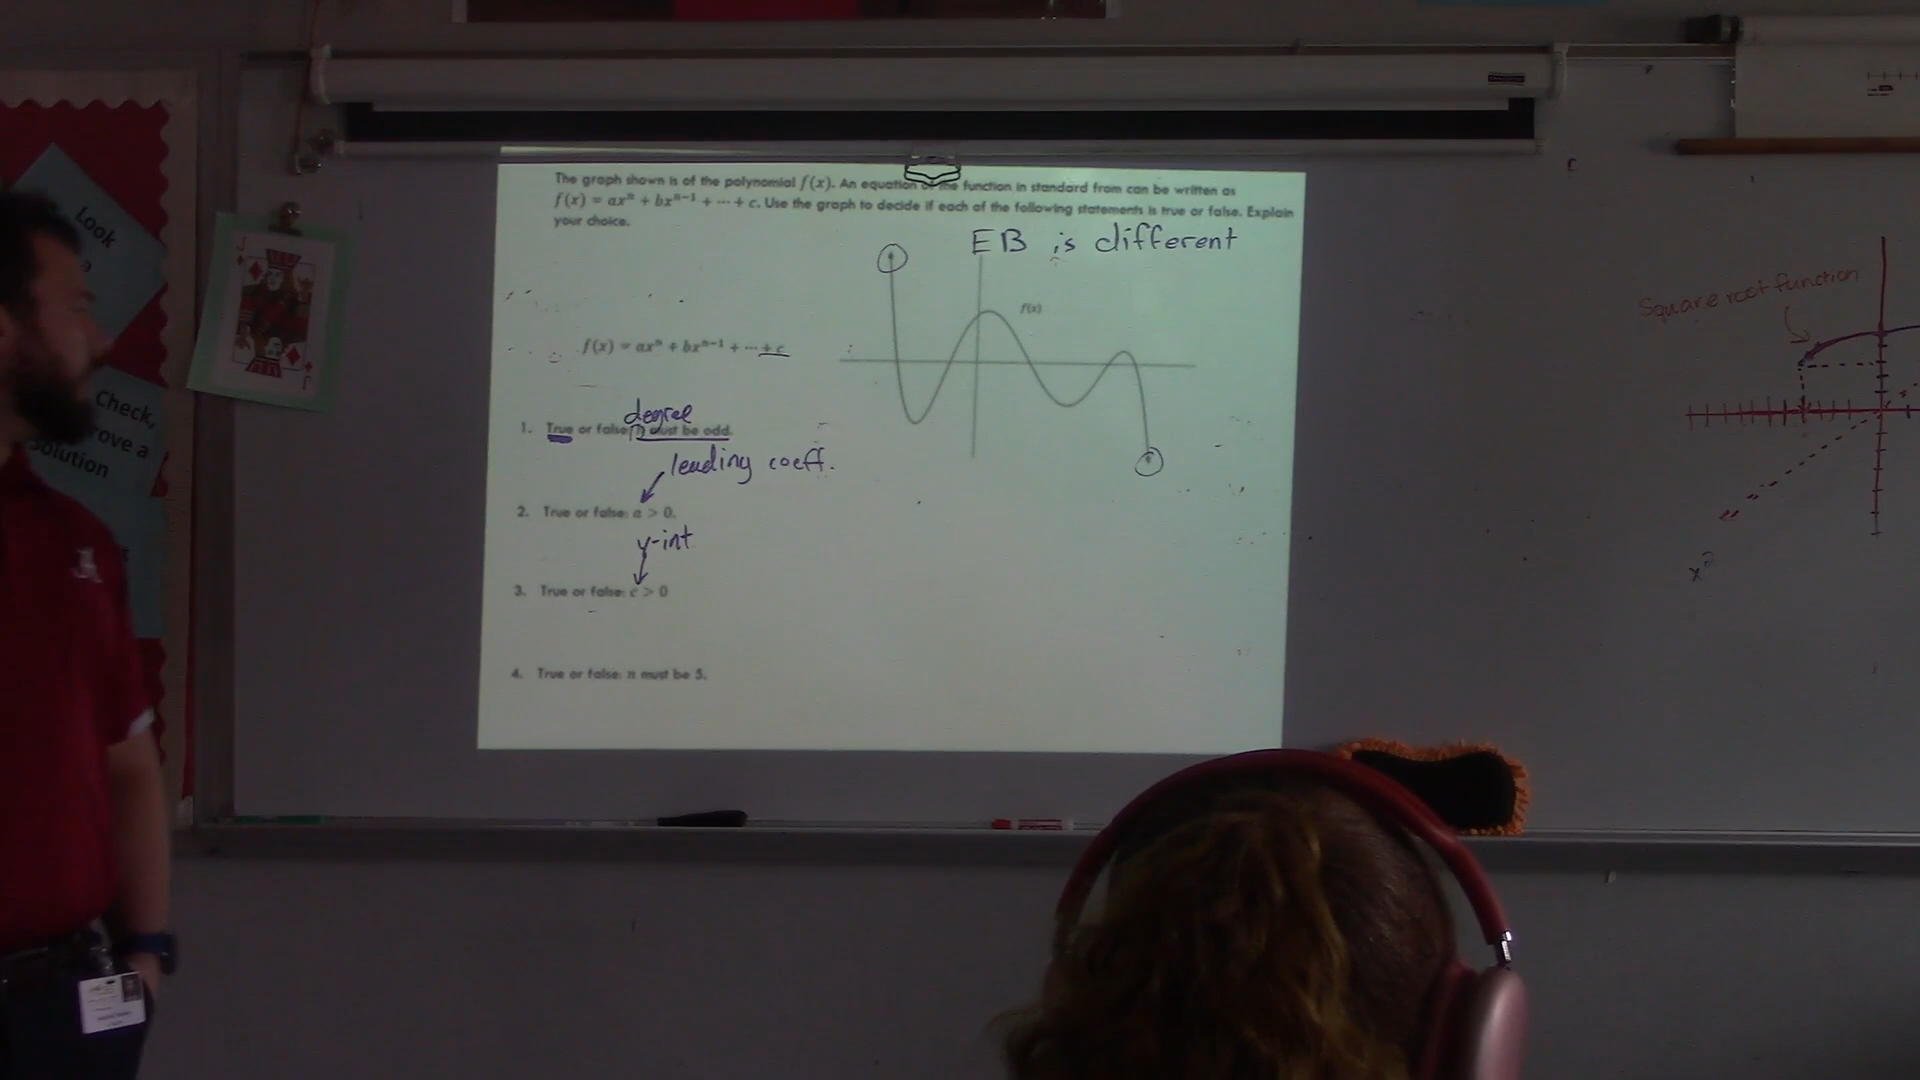 The graph shown is of the polynomial f(x). An equation of the function in standard from can be written as
f(x) = axⁿ + bxⁿ⁻¹ + ⋯ + c. Use the graph to decide if each of the following statements is true or false. Explain
your choice.
EB is different
f(x)
f(x) = axⁿ + bxⁿ⁻¹ + ⋯ + c
degree
1. True or false: n must be odd.
leading coeff.
2. True or false: a > 0.
y-int
3. True or false: c > 0
4. True or false: n must be 5.
Look
a
Check,
rove a
Solution
J
J
Square root function
x²